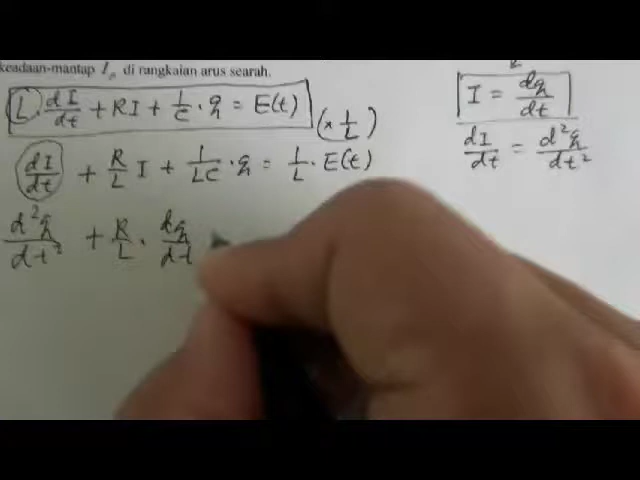 keadaan-mantap I_p di rangkaian arus searah.
L · dI/dt + RI + 1/C · q = E(t) (× 1/L)
dI/dt + R/L I + 1/LC · q = 1/L · E(t)
d²q/dt² + R/L · dq/dt
I = dq/dt
dI/dt = d²q/dt²